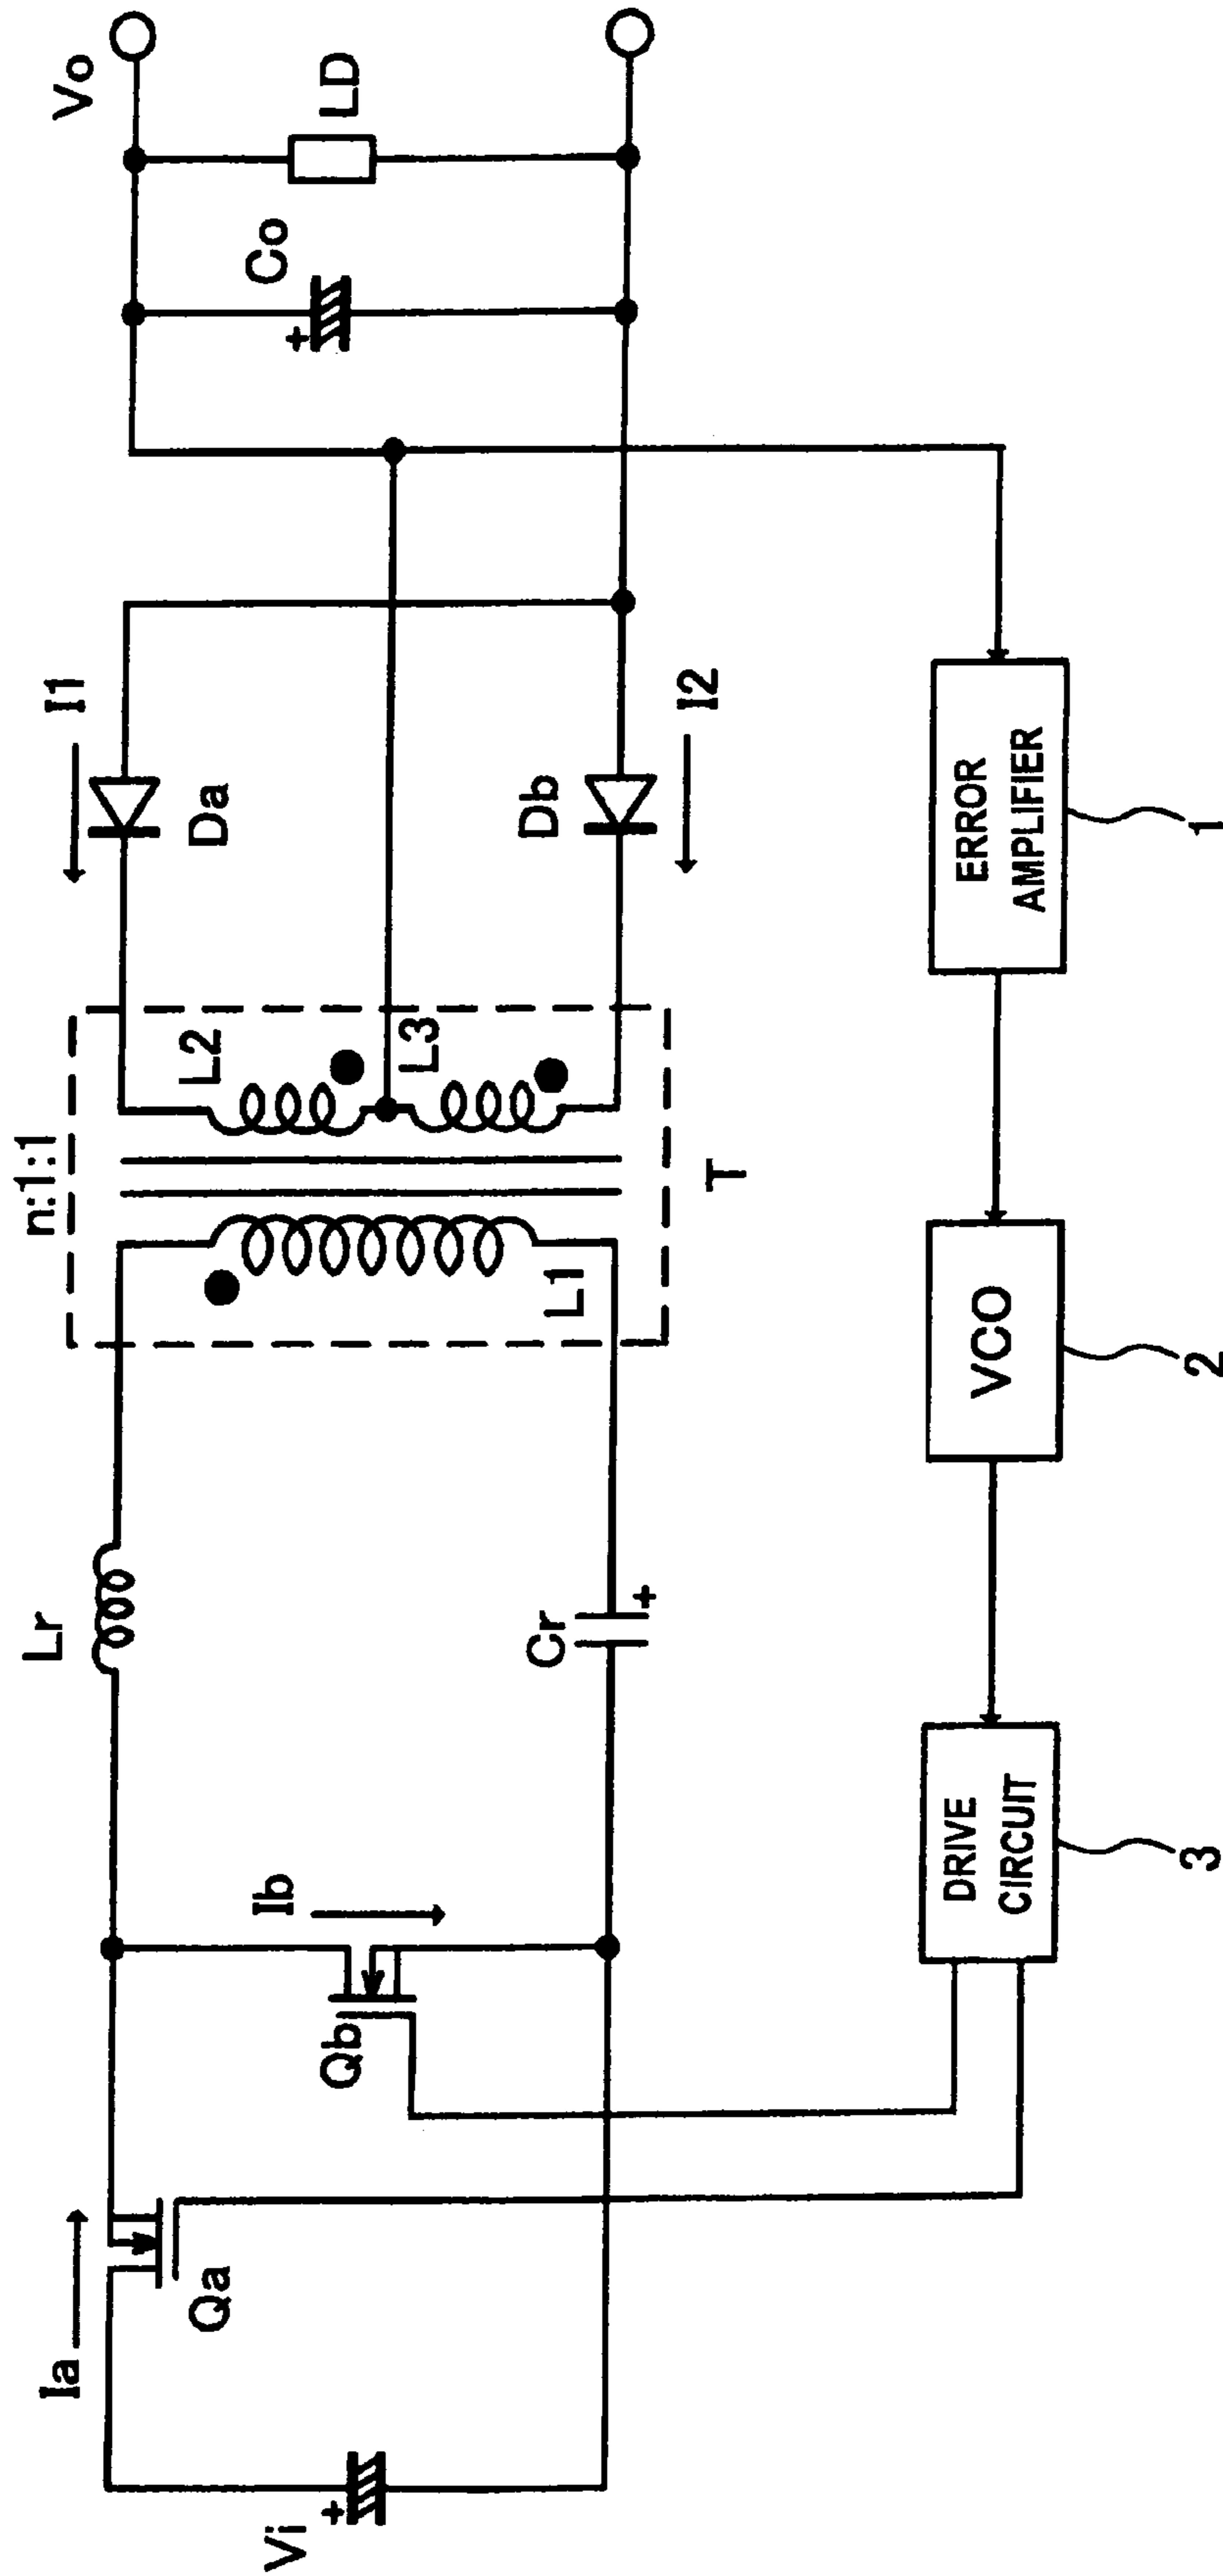 Vi
+
Ia
Qa
Qb
Ib
Lr
Cr
+
n:1:1
L1
L2
L3
T
I1
Da
Db
I2
Vo
+
Co
LD
DRIVE
CIRCUIT
3
VCO
2
ERROR
AMPLIFIER
1